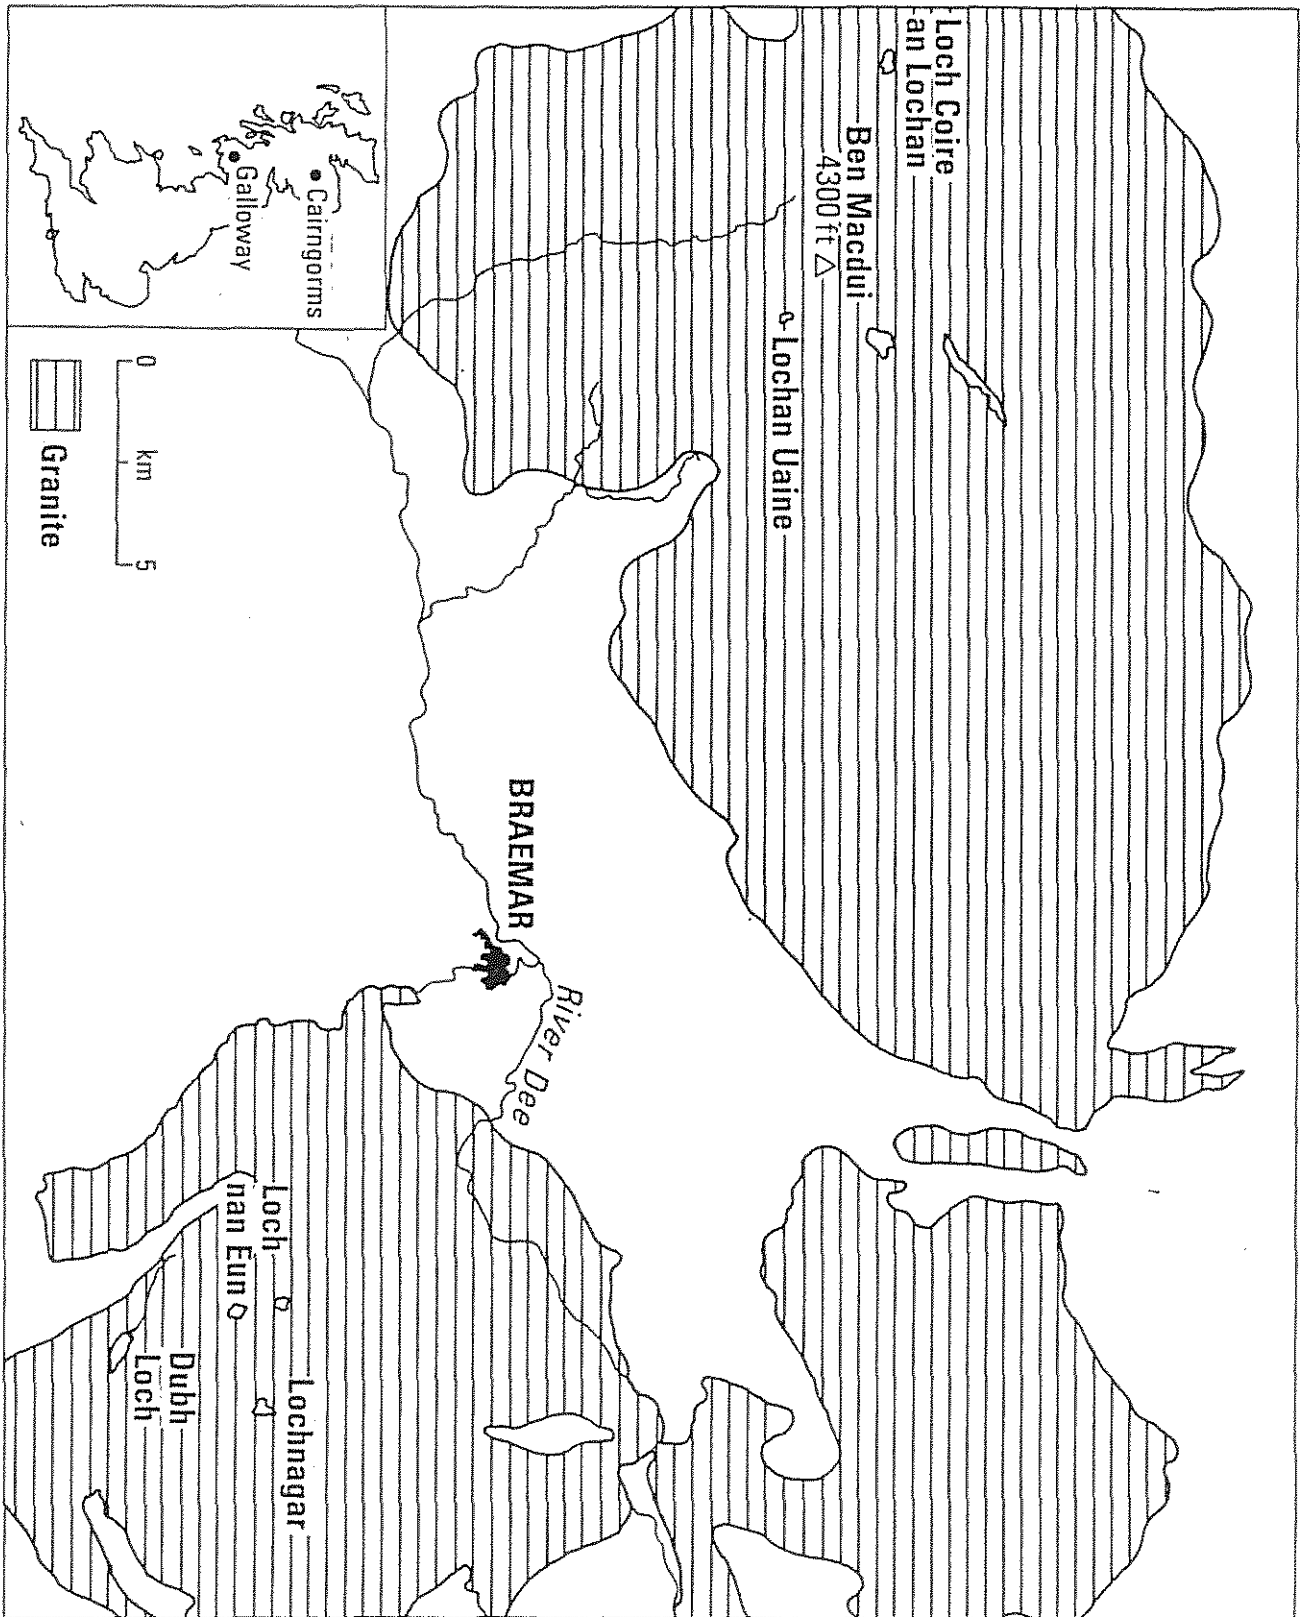 Loch Coire
an Lochan
Ben Macdui
4300 ft △
Lochan Uaine
BRAEMAR
River Dee
Loch
nan Eun
Lochnagar
Dubh
Loch
Cairngorms
Galloway
0 km 5
Granite